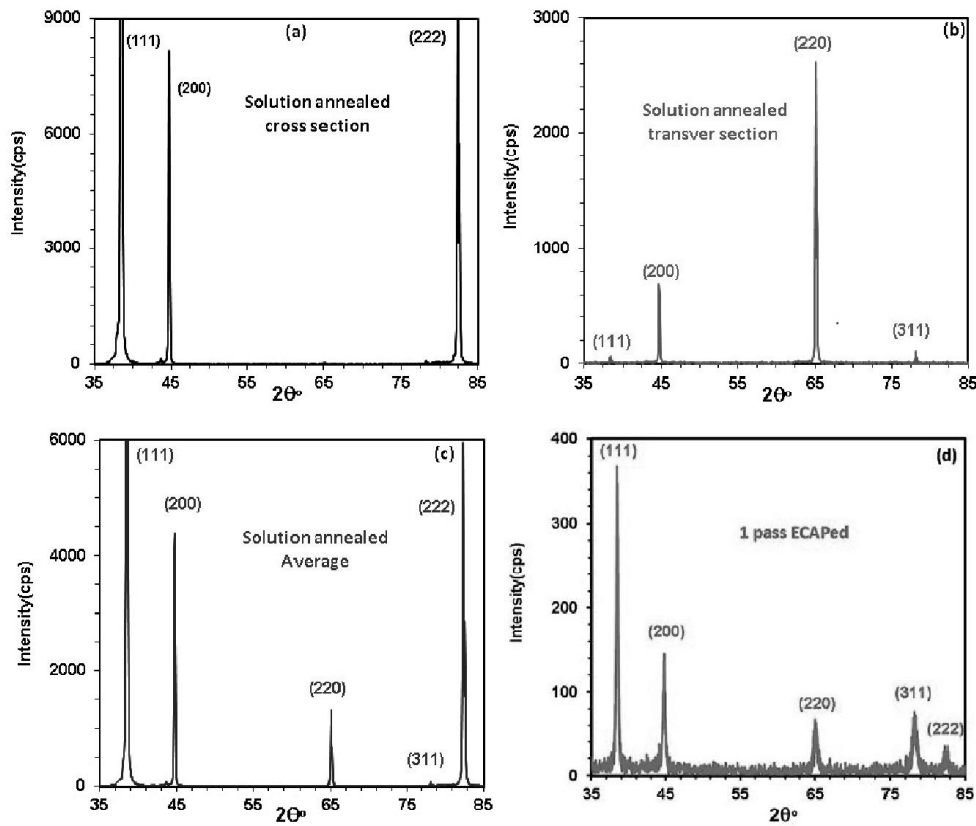 (a)
9000
6000
3000
0
Intensity(cps)
(111)
(200)
(222)
Solution annealed
cross section
35 45 55 65 75 85
2θº
(b)
3000
2000
1000
0
Intensity(cps)
(220)
Solution annealed
transver section
(200)
(111)
(311)
35 45 55 65 75 85
2θº
(c)
6000
4000
2000
0
Intensity(cps)
(111)
(200)
(222)
Solution annealed
Average
(220)
(311)
35 45 55 65 75 85
2θº
(d)
400
300
200
100
0
Intensity(cps)
(111)
1 pass ECAPed
(200)
(220)
(311)
(222)
35 45 55 65 75 85
2θº